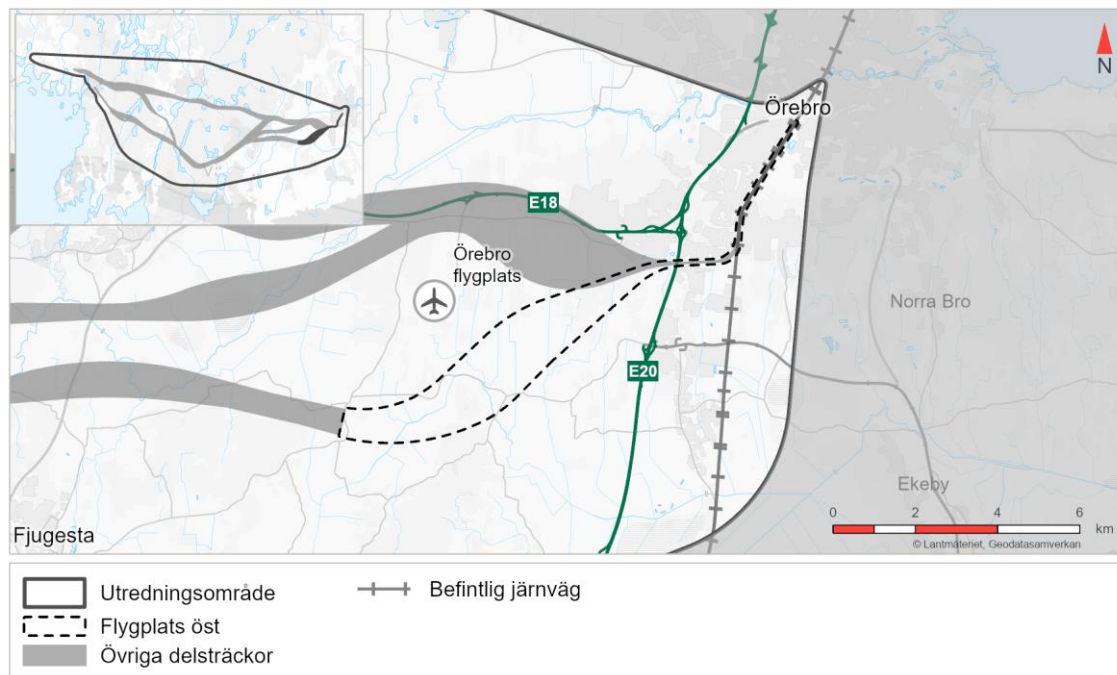 N
Örebro
E18
Örebro
flygplats
Norra Bro
E20
Ekeby
Fjugesta
0 2 4 6
km
© Lantmäteriet, Geodatasamverkan
Utredningsområde
Befintlig järnväg
Flygplats öst
Övriga delsträckor